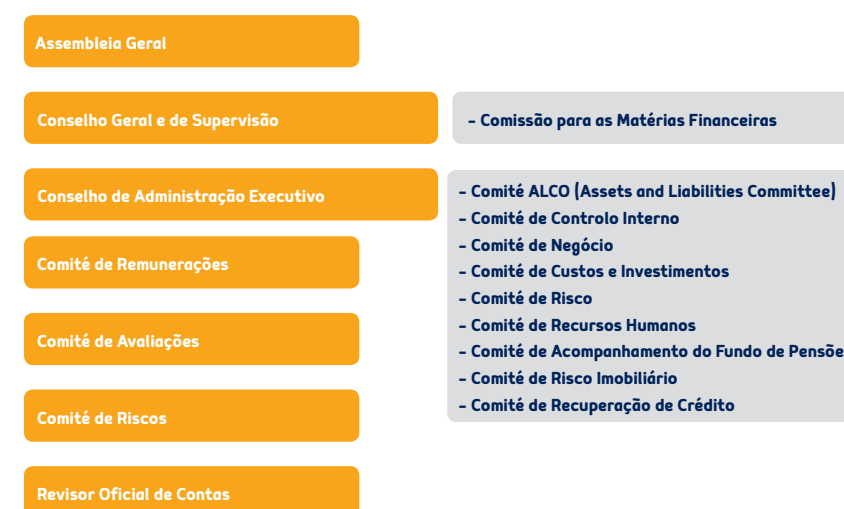 Assembleia Geral
Conselho Geral e de Supervisão
- Comissão para as Matérias Financeiras
Conselho de Administração Executivo
- Comité ALCO (Assets and Liabilities Committee)
- Comité de Controlo Interno
- Comité de Negócio
- Comité de Custos e Investimentos
- Comité de Risco
- Comité de Recursos Humanos
- Comité de Acompanhamento do Fundo de Pensõe
- Comité de Risco Imobiliário
- Comité de Recuperação de Crédito
Comité de Remunerações
Comité de Avaliações
Comité de Riscos
Revisor Oficial de Contas